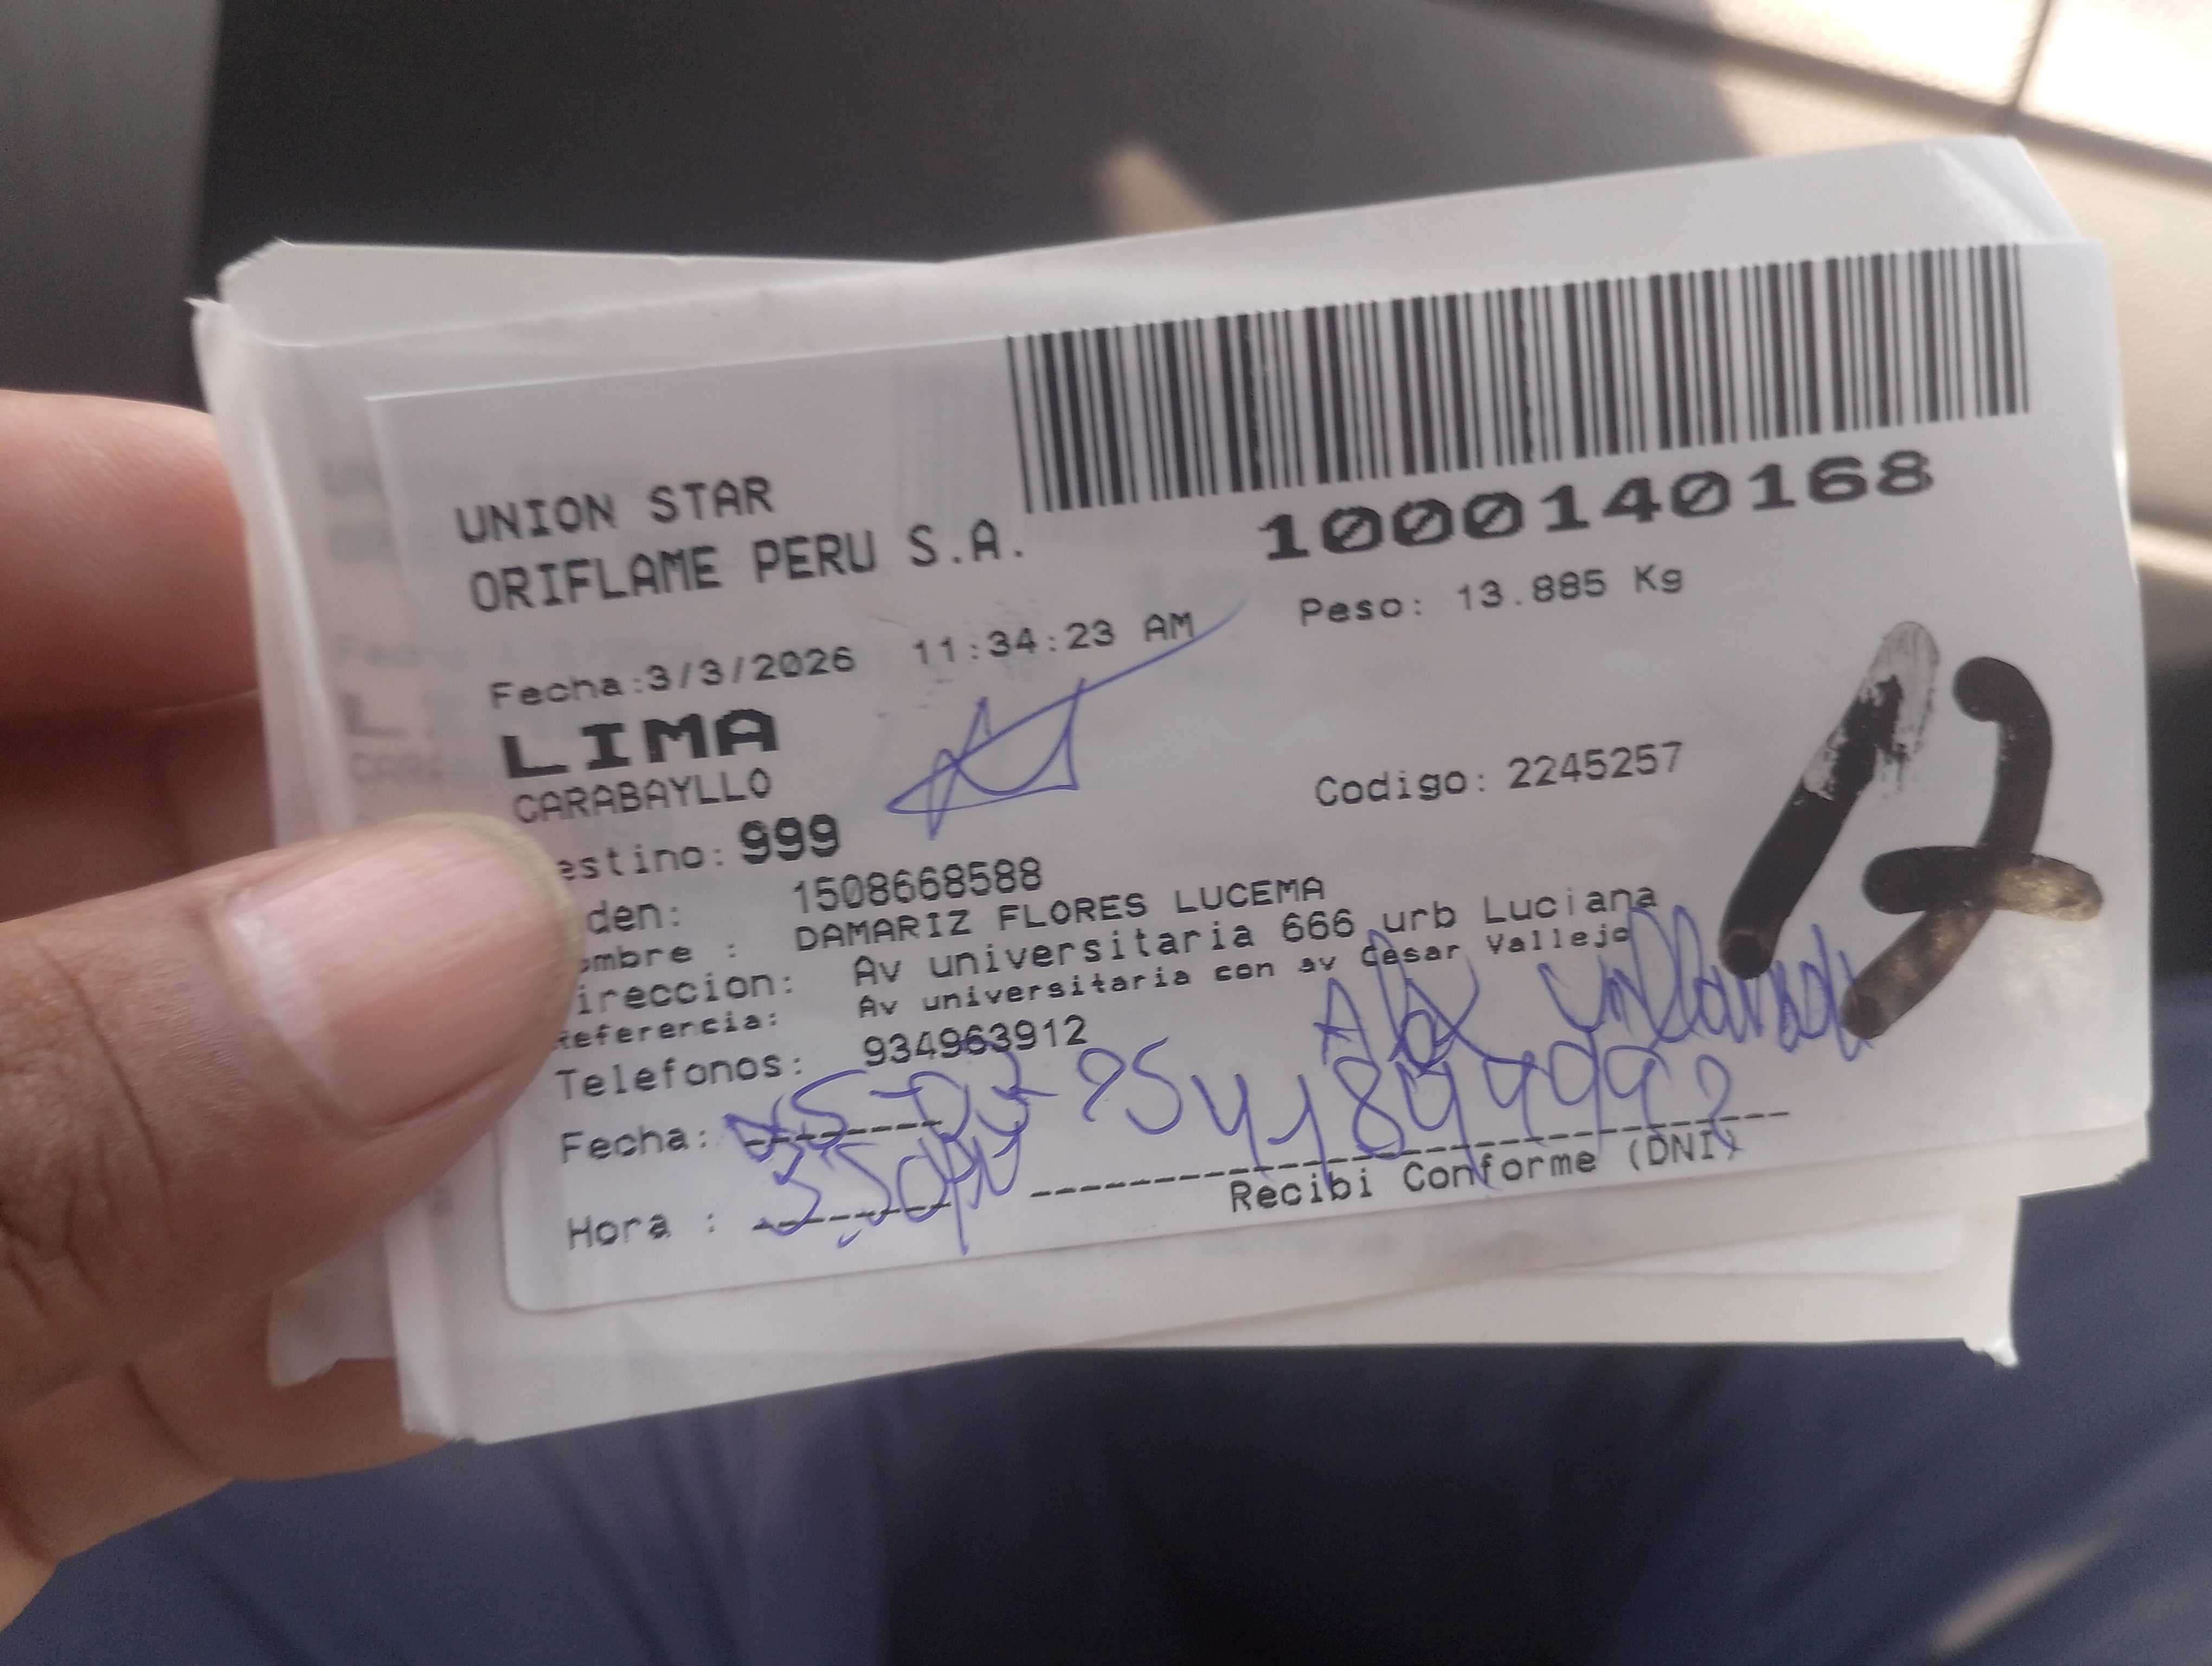 UNION STAR
ORIFLAME PERU S.A.
1000140168
Fecha:3/3/2026 11:34:23 AM
Peso: 13.885 Kg
LIMA
CARABAYLLO
Codigo: 2245257
estino: 999
den: 1508668588
ombre : DAMARIZ FLORES LUCEMA
ireccion: Av universitaria 666 urb Luciana
Referencia: Av universitaria con av Cesar Vallejo
Telefonos: 934963912
Fecha:
Hora :
Recibi Conforme (DNI)
17